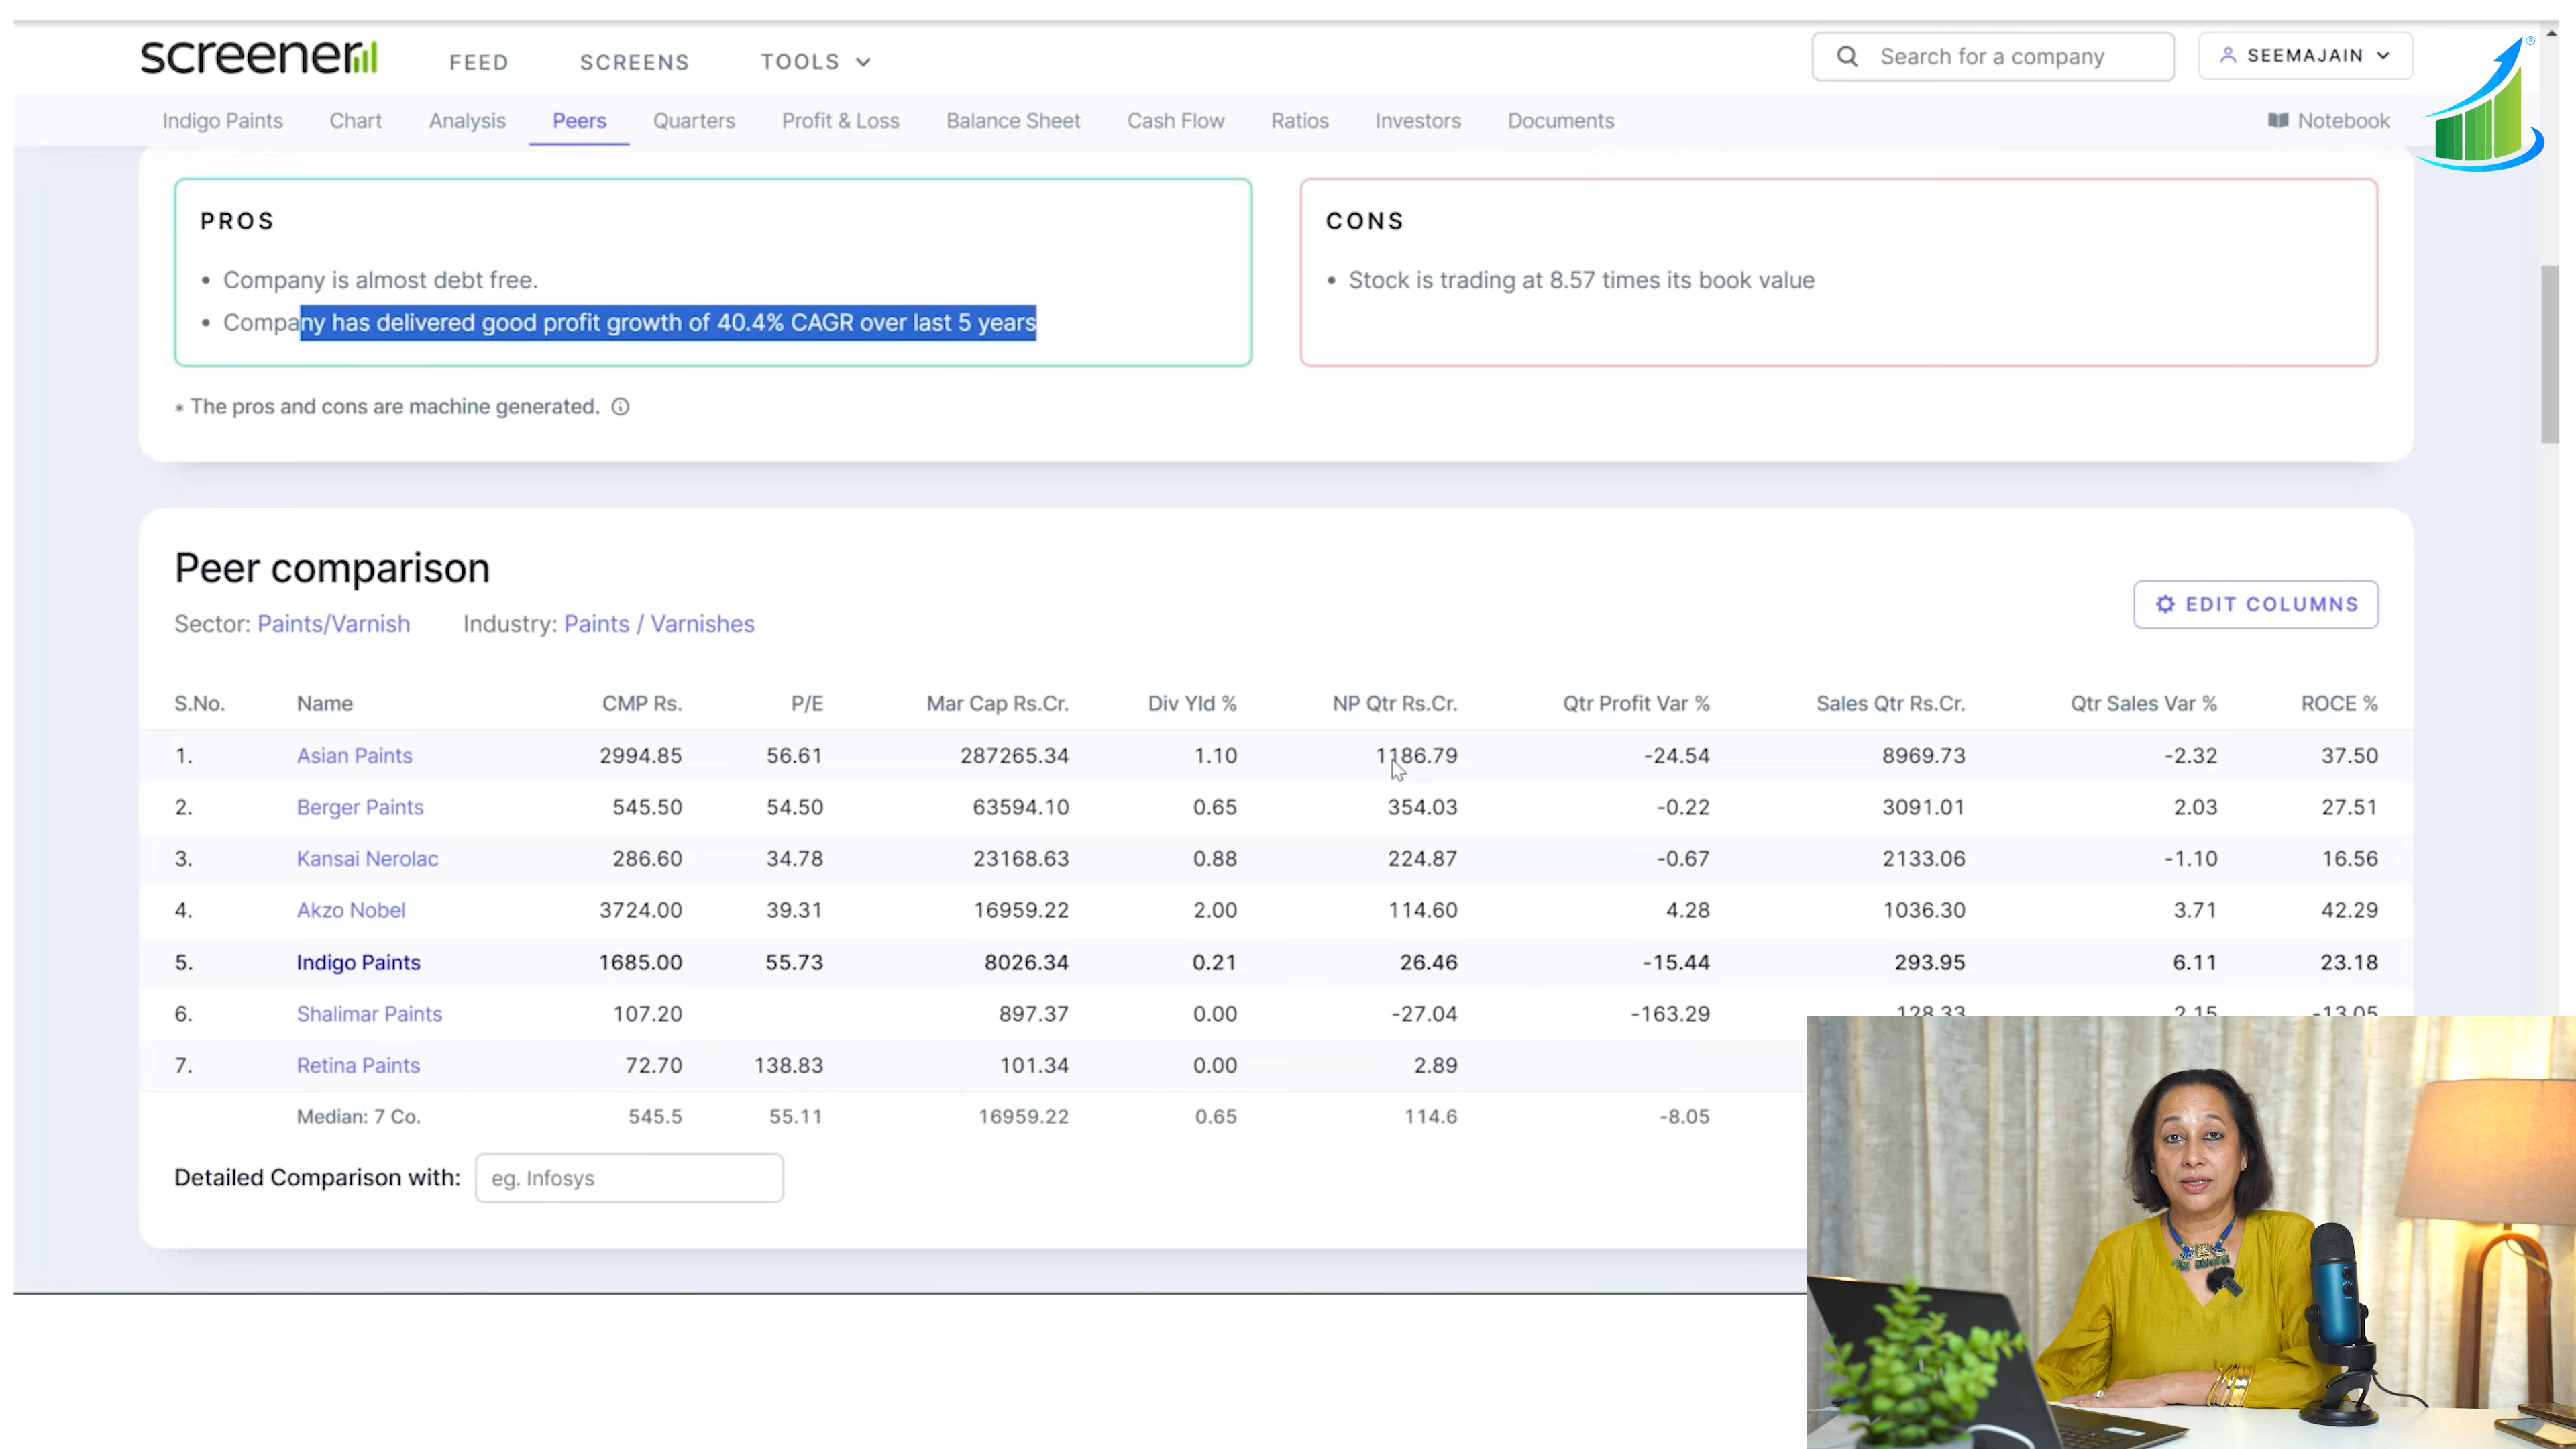 screener FEED SCREENS TOOLS Search for a company SEEMAJAIN
®
Indigo Paints Chart Analysis Peers Quarters Profit & Loss Balance Sheet Cash Flow Ratios Investors Documents Notebook
PROS
• Company is almost debt free.
• Company has delivered good profit growth of 40.4% CAGR over last 5 years
CONS
• Stock is trading at 8.57 times its book value
* The pros and cons are machine generated.
Peer comparison
Sector: Paints/Varnish Industry: Paints / Varnishes
EDIT COLUMNS
S.No. Name CMP Rs. P/E Mar Cap Rs.Cr. Div Yld % NP Qtr Rs.Cr. Qtr Profit Var % Sales Qtr Rs.Cr. Qtr Sales Var % ROCE %
1. Asian Paints 2994.85 56.61 287265.34 1.10 1186.79 -24.54 8969.73 -2.32 37.50
2. Berger Paints 545.50 54.50 63594.10 0.65 354.03 -0.22 3091.01 2.03 27.51
3. Kansai Nerolac 286.60 34.78 23168.63 0.88 224.87 -0.67 2133.06 -1.10 16.56
4. Akzo Nobel 3724.00 39.31 16959.22 2.00 114.60 4.28 1036.30 3.71 42.29
5. Indigo Paints 1685.00 55.73 8026.34 0.21 26.46 -15.44 293.95 6.11 23.18
6. Shalimar Paints 107.20 897.37 0.00 -27.04 -163.29 128.33 2.15 -13.05
7. Retina Paints 72.70 138.83 101.34 0.00 2.89
Median: 7 Co. 545.5 55.11 16959.22 0.65 114.6 -8.05
Detailed Comparison with: eg. Infosys